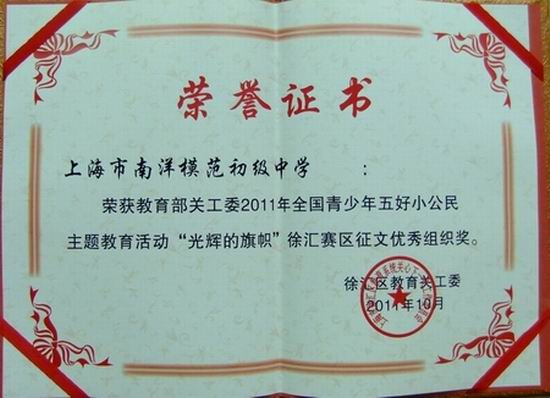 荣誉证书
上海市南洋模范初级中学 :
荣获教育部关工委2011年全国青少年五好小公民
主题教育活动“光辉的旗帜”徐汇赛区征文优秀组织奖。
徐汇区教育关工委
2011年10月